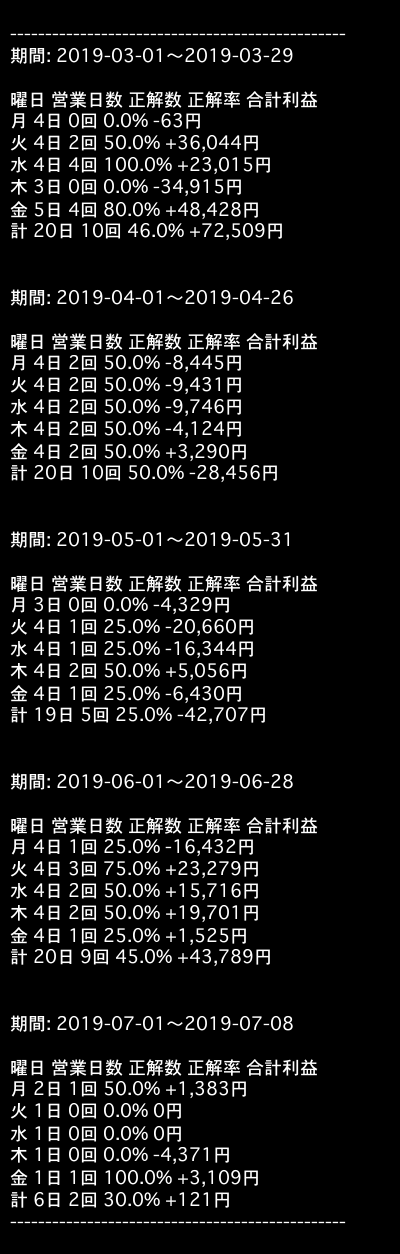 ------------------------------------------------
期間: 2019-03-01〜2019-03-29
曜日 営業日数 正解数 正解率 合計利益
月 4日 0回 0.0% -63円
火 4日 2回 50.0% +36,044円
水 4日 4回 100.0% +23,015円
木 3日 0回 0.0% -34,915円
金 5日 4回 80.0% +48,428円
計 20日 10回 46.0% +72,509円
期間: 2019-04-01〜2019-04-26
曜日 営業日数 正解数 正解率 合計利益
月 4日 2回 50.0% -8,445円
火 4日 2回 50.0% -9,431円
水 4日 2回 50.0% -9,746円
木 4日 2回 50.0% -4,124円
金 4日 2回 50.0% +3,290円
計 20日 10回 50.0% -28,456円
期間: 2019-05-01〜2019-05-31
曜日 営業日数 正解数 正解率 合計利益
月 3日 0回 0.0% -4,329円
火 4日 1回 25.0% -20,660円
水 4日 1回 25.0% -16,344円
木 4日 2回 50.0% +5,056円
金 4日 1回 25.0% -6,430円
計 19日 5回 25.0% -42,707円
期間: 2019-06-01〜2019-06-28
曜日 営業日数 正解数 正解率 合計利益
月 4日 1回 25.0% -16,432円
火 4日 3回 75.0% +23,279円
水 4日 2回 50.0% +15,716円
木 4日 2回 50.0% +19,701円
金 4日 1回 25.0% +1,525円
計 20日 9回 45.0% +43,789円
期間: 2019-07-01〜2019-07-08
曜日 営業日数 正解数 正解率 合計利益
月 2日 1回 50.0% +1,383円
火 1日 0回 0.0% 0円
水 1日 0回 0.0% 0円
木 1日 0回 0.0% -4,371円
金 1日 1回 100.0% +3,109円
計 6日 2回 30.0% +121円
------------------------------------------------